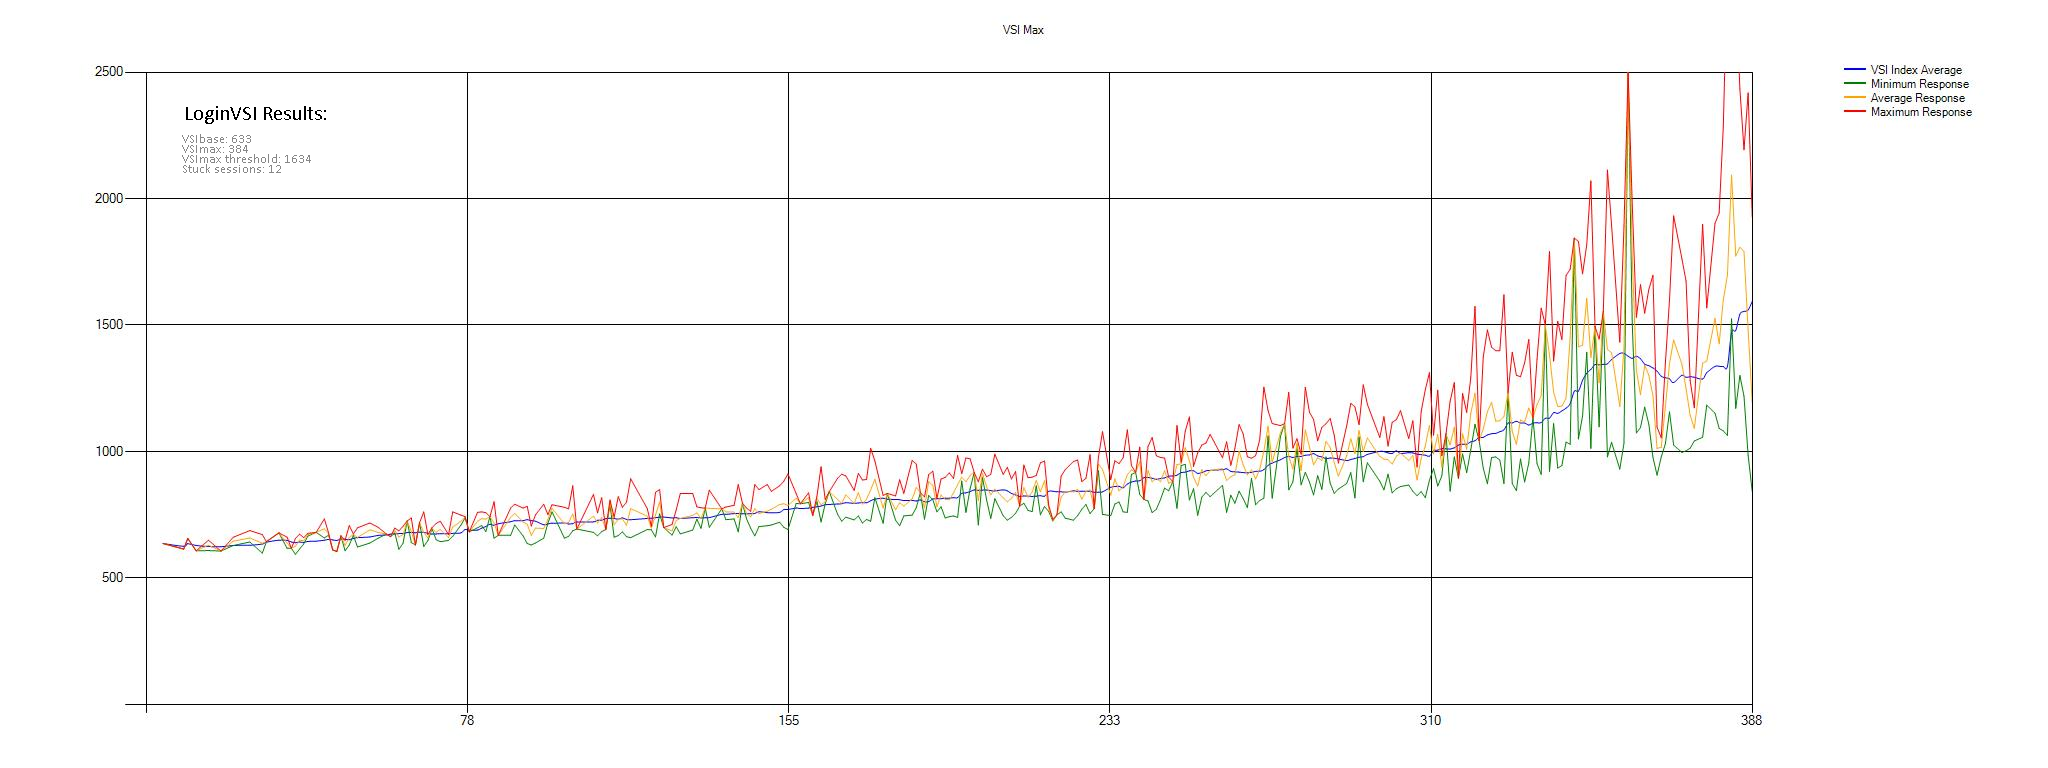 VSI Max
2500
2000
1500
1000
500
LoginVSI Results:
VSIbase: 633
VSImax: 384
VSImax threshold: 1634
Stuck sessions: 12
VSI Index Average
Minimum Response
Average Response
Maximum Response
78
155
233
310
388